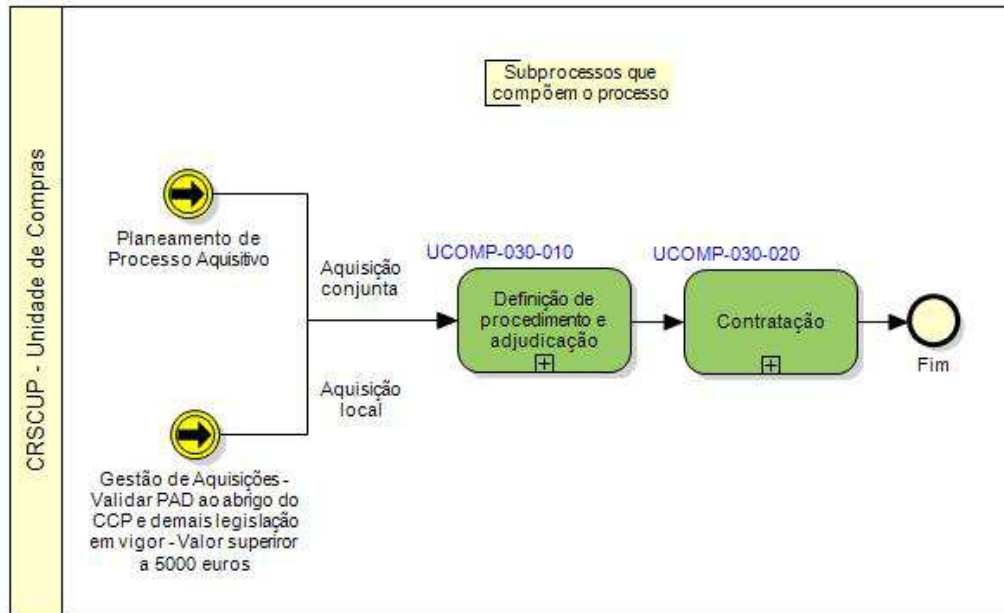 CRSCUP - Unidade de Compras
Subprocessos que
compõem o processo
Planeamento de
Processo Aquisitivo
Aquisição
conjunta
Aquisição
local
Gestão de Aquisições -
Validar PAD ao abrigo do
CCP e demais legislação
em vigor - Valor superiror
a 5000 euros
UCOMP-030-010
Definição de
procedimento e
adjudicação
UCOMP-030-020
Contratação
Fim